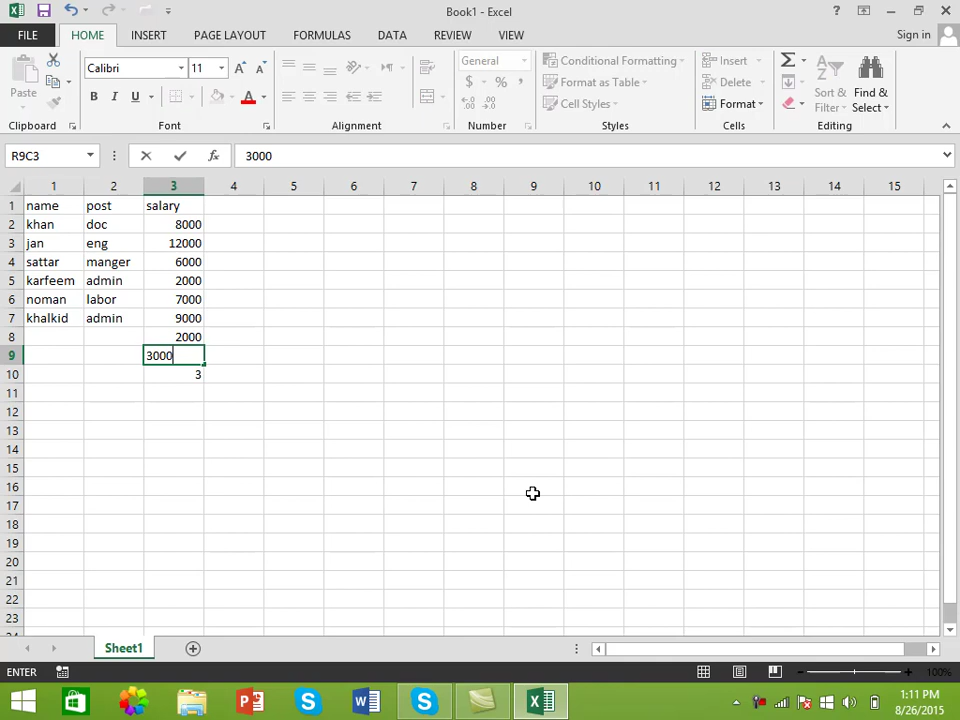 Book1 - Excel
?
FILE HOME INSERT PAGE LAYOUT FORMULAS DATA REVIEW VIEW Sign in
Paste
Calibri 11
A A
B I U A
General
$ % ,
.00 .0
Conditional Formatting
Format as Table
Cell Styles
Insert
Delete
Format
Sort &
Filter
Find &
Select
Clipboard Font Alignment Number Styles Cells Editing
R9C3 fx 3000
1 2 3 4 5 6 7 8 9 10 11 12 13 14 15
1 name post salary
2 khan doc 8000
3 jan eng 12000
4 sattar manger 6000
5 karfeem admin 2000
6 noman labor 7000
7 khalkid admin 9000
8 2000
9 3000
10 3
11
12
13
14
15
16
17
18
19
20
21
22
23
Sheet1
ENTER 100%
1:11 PM
8/26/2015